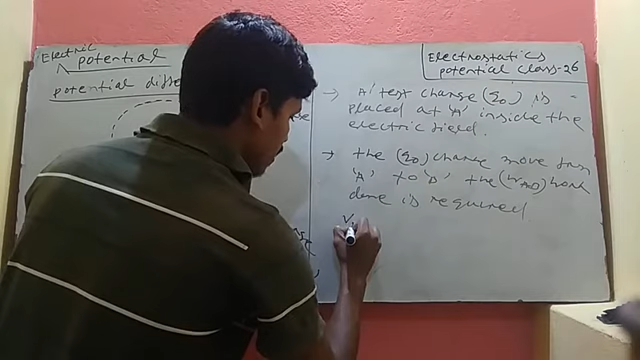 Electric potential
potential diffe
Electrostatics
potential class-26
→ A' test charge (q₀) is
placed at 'A' inside the
electric field.
→ the (q₀) charge move from
'A' to 'B' the (W_AB) work
done is required
V